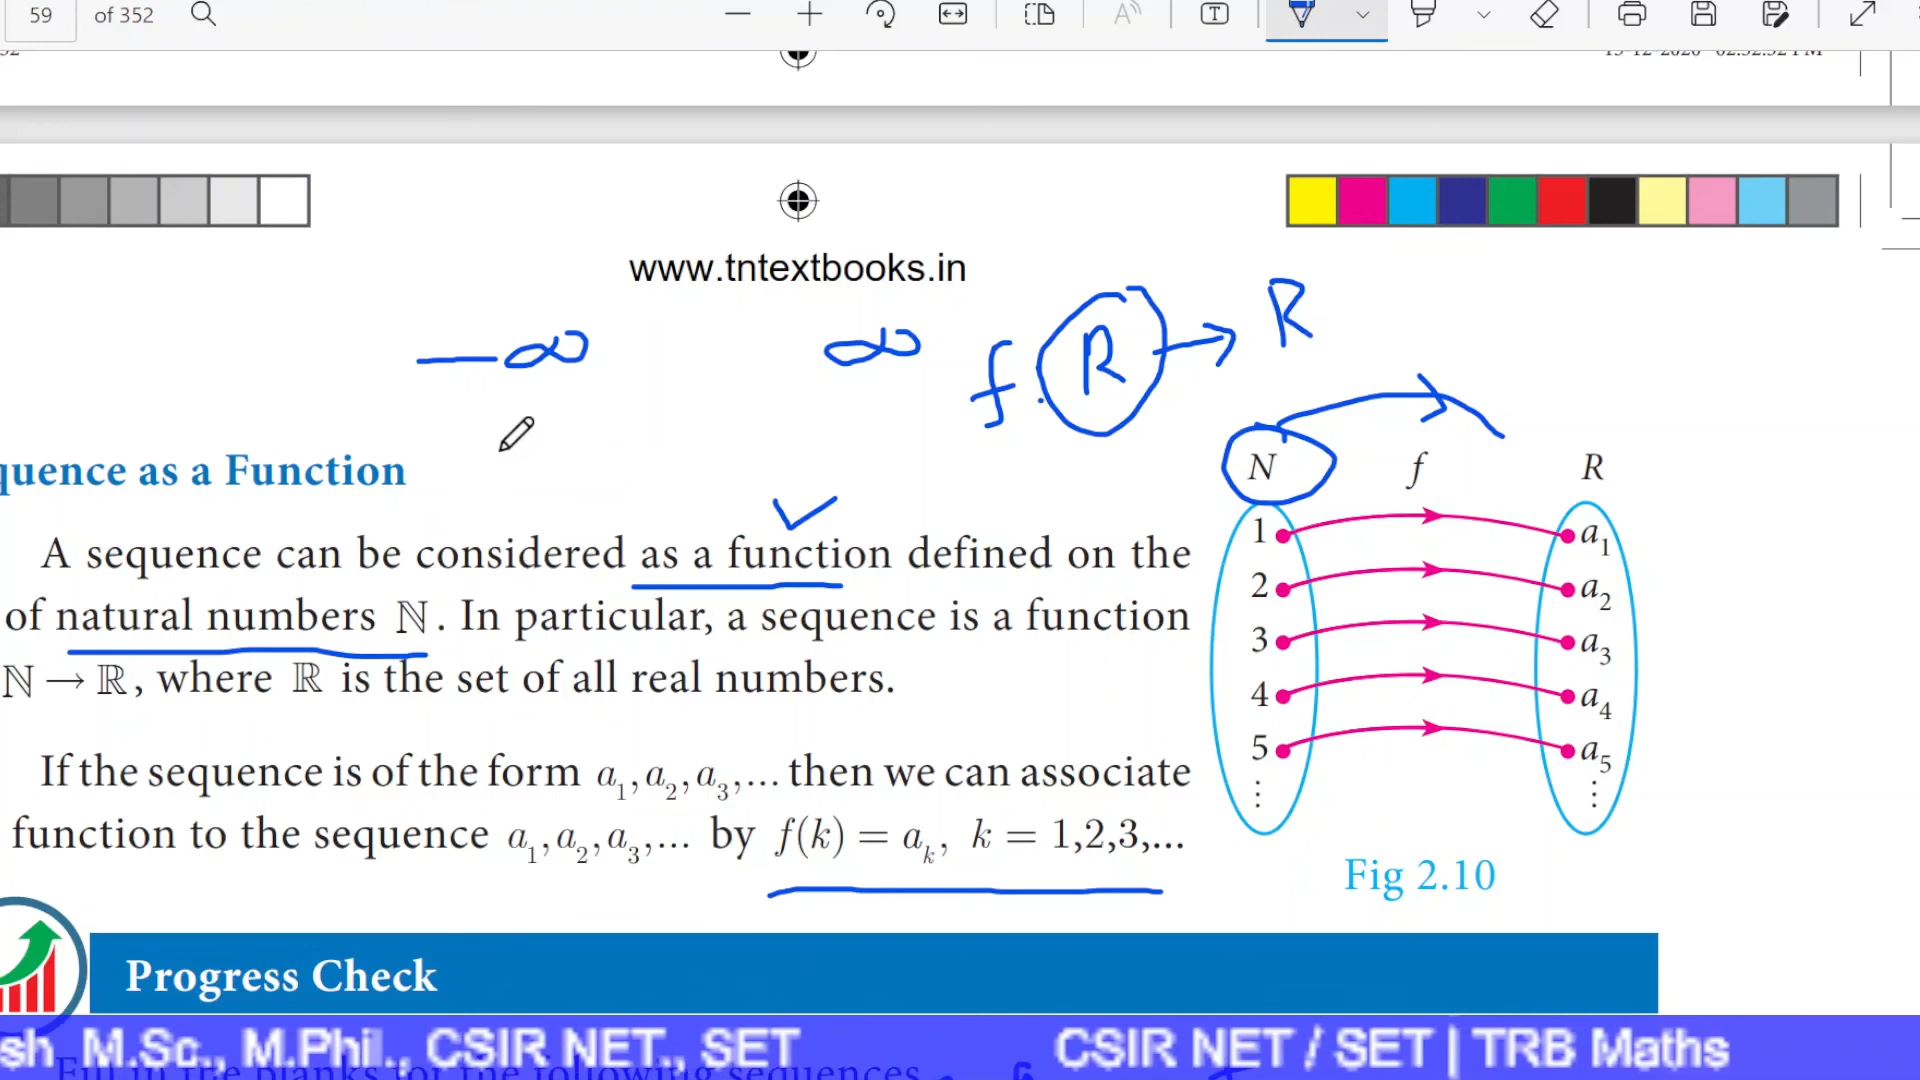 59 of 352
www.tntextbooks.in
−∞ ∞ f: R → R
quence as a Function
A sequence can be considered as a function defined on the
of natural numbers ℕ. In particular, a sequence is a function
ℕ → ℝ, where ℝ is the set of all real numbers.
If the sequence is of the form a₁, a₂, a₃,... then we can associate
function to the sequence a₁, a₂, a₃,... by f(k) = aₖ, k = 1,2,3,...
N f R
1 a₁
2 a₂
3 a₃
4 a₄
5 a₅
⋮ ⋮
Fig 2.10
Progress Check
sh M.Sc., M.Phil., CSIR NET., SET CSIR NET / SET | TRB Maths